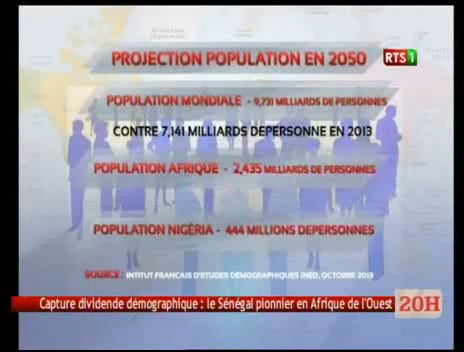 PROJECTION POPULATION EN 2050
RTS 1
POPULATION MONDIALE - 9,731 MILLIARDS DE PERSONNES
CONTRE 7,141 MILLIARDS DEPERSONNE EN 2013
POPULATION AFRIQUE - 2,435 MILLIARDS DE PERSONNES
POPULATION NIGÉRIA - 444 MILLIONS DEPERSONNES
SOURCE : INTITUT FRANCAIS D'ETUDES DÉMOGRAPHIQUES INED, OCTOBRE 2013
Capture dividende démographique : le Sénégal pionnier en Afrique de l'Ouest
20H